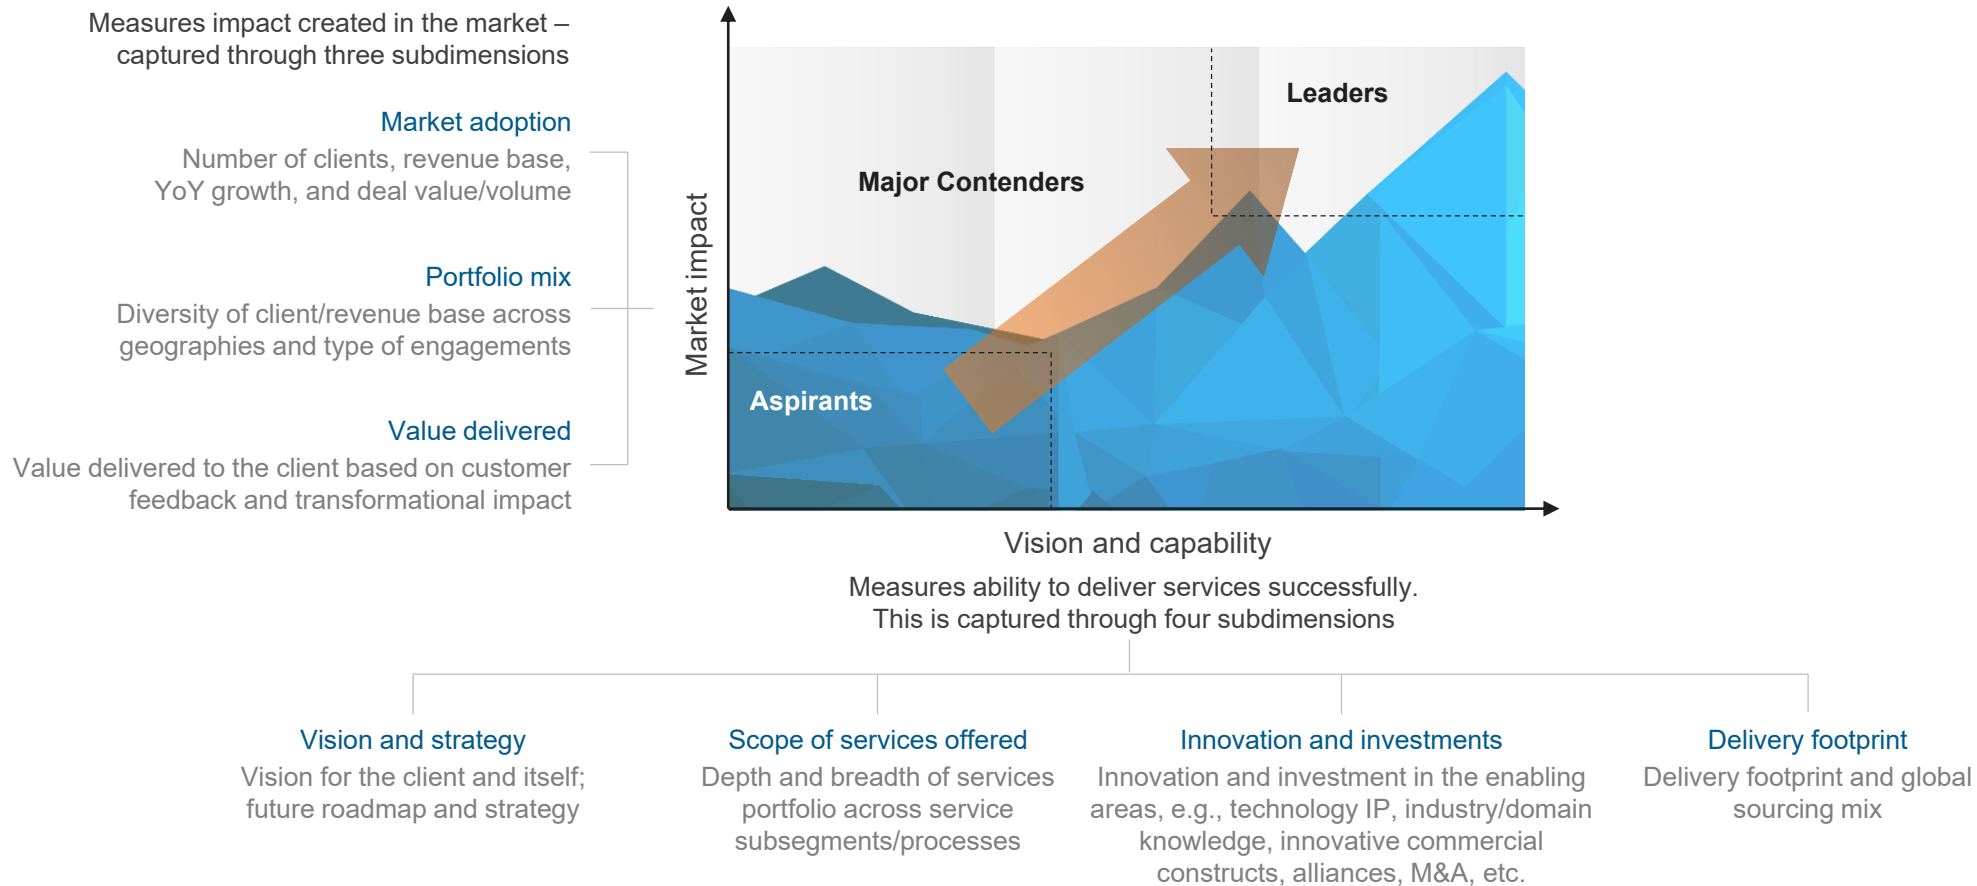 Measures impact created in the market –
captured through three subdimensions
Market adoption
Number of clients, revenue base,
YoY growth, and deal value/volume
Portfolio mix
Diversity of client/revenue base across
geographies and type of engagements
Value delivered
Value delivered to the client based on customer
feedback and transformational impact
Market impact
Leaders
Major Contenders
Aspirants
Vision and capability
Measures ability to deliver services successfully.
This is captured through four subdimensions
Vision and strategy
Vision for the client and itself;
future roadmap and strategy
Scope of services offered
Depth and breadth of services
portfolio across service
subsegments/processes
Innovation and investments
Innovation and investment in the enabling
areas, e.g., technology IP, industry/domain
knowledge, innovative commercial
constructs, alliances, M&A, etc.
Delivery footprint
Delivery footprint and global
sourcing mix